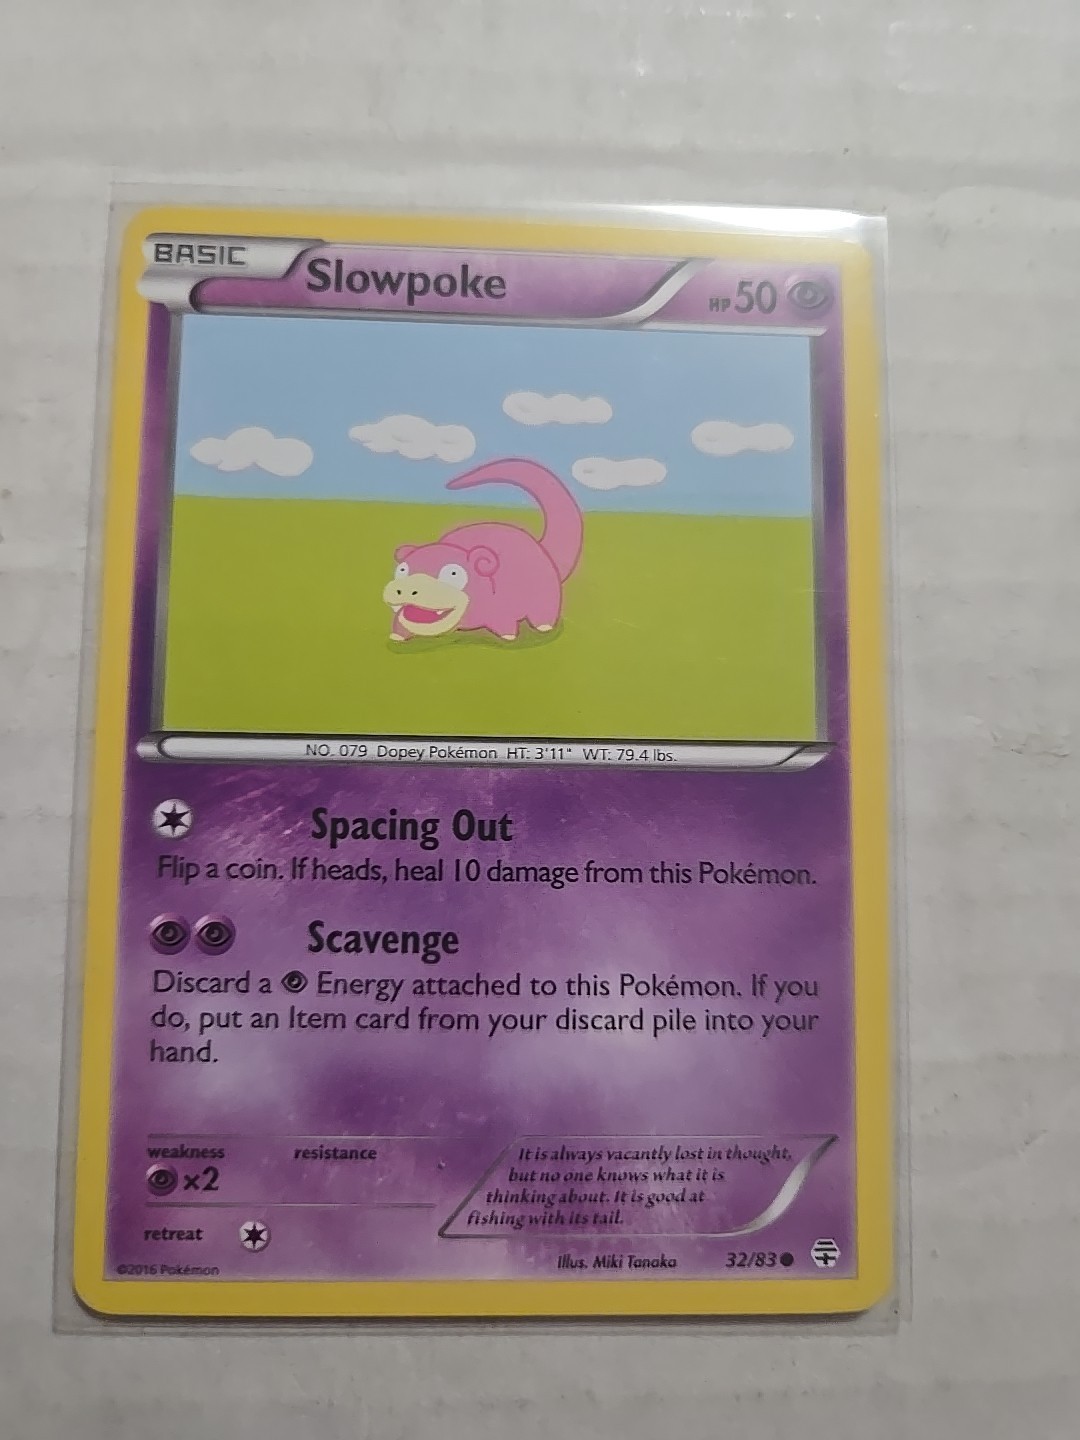 BASIC
Slowpoke
HP 50
NO. 079 Dopey Pokémon HT: 3'11" WT: 79.4 lbs.
Spacing Out
Flip a coin. If heads, heal 10 damage from this Pokémon.
Scavenge
Discard a Energy attached to this Pokémon. If you
do, put an Item card from your discard pile into your
hand.
weakness
×2
resistance
retreat
It is always vacantly lost in thought,
but no one knows what it is
thinking about. It is good at
fishing with its tail.
Illus. Miki Tanaka
32/83
©2016 Pokémon